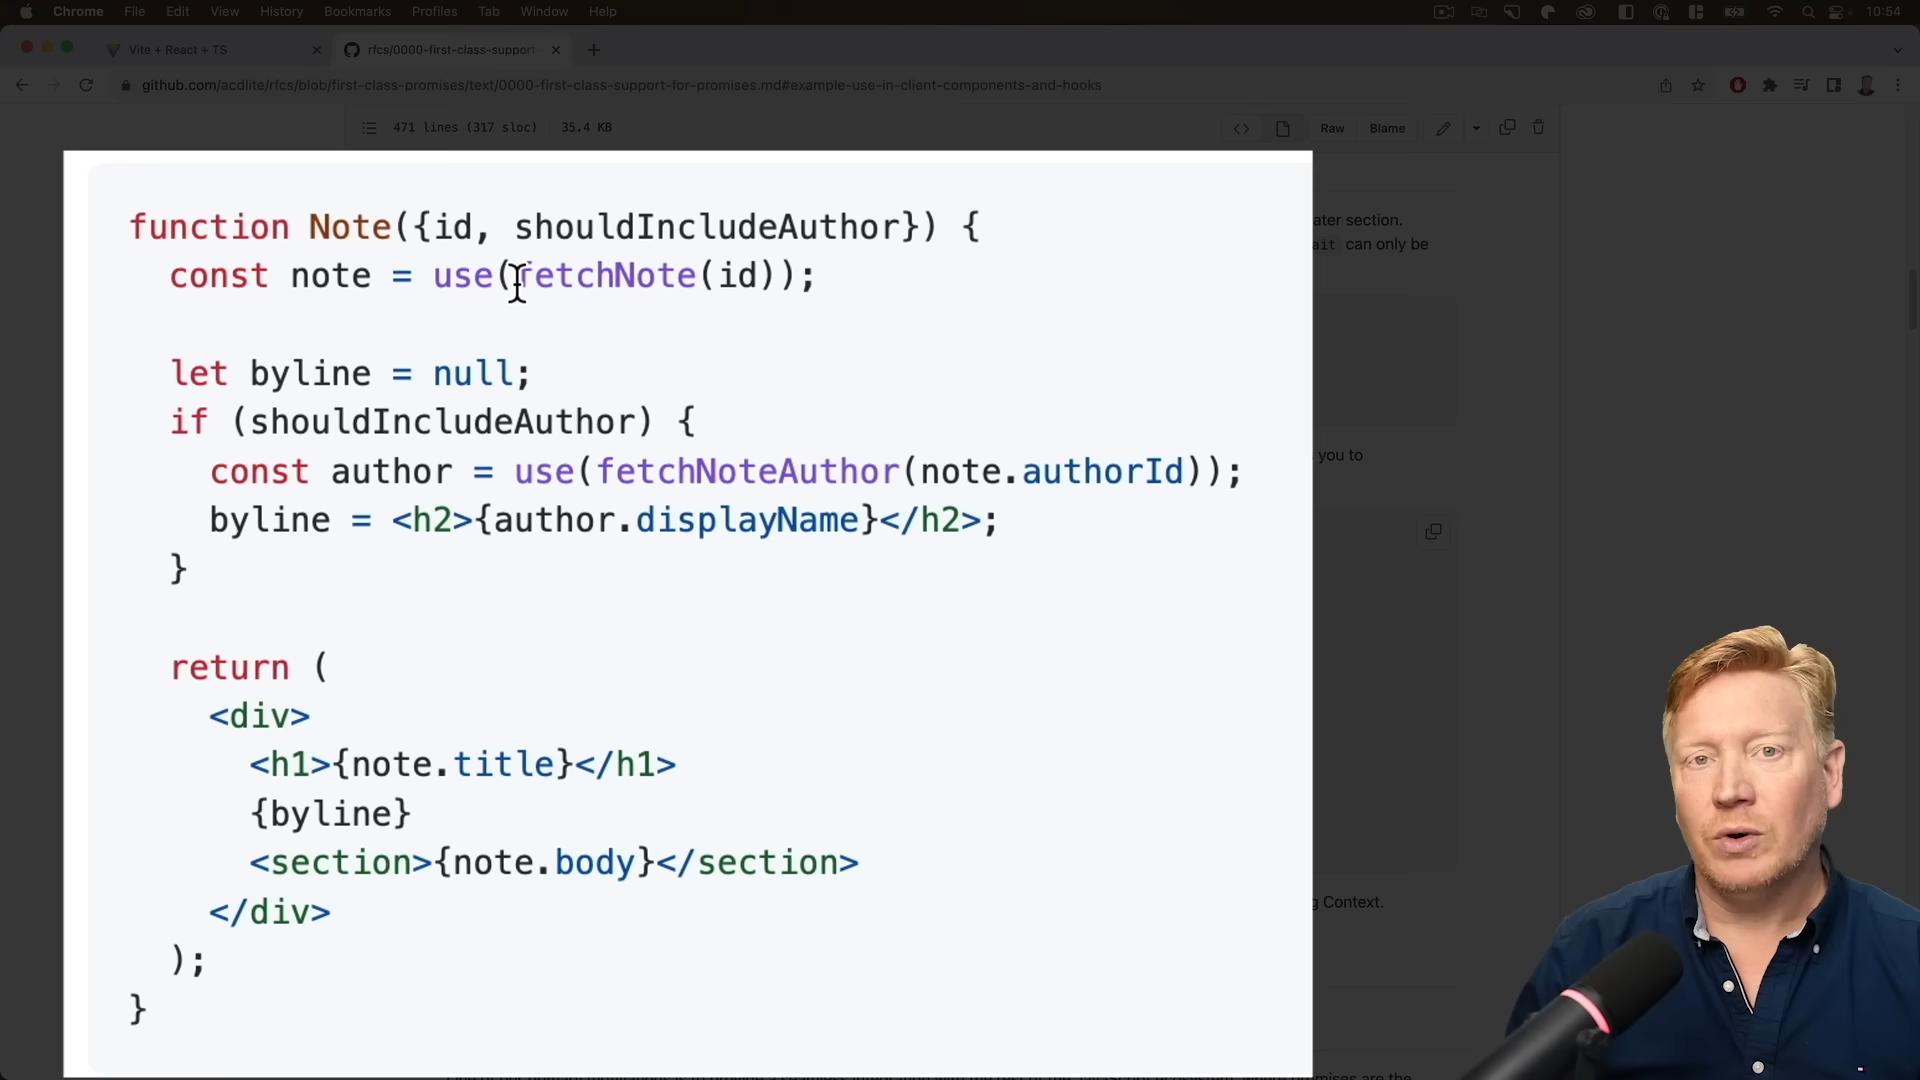 Chrome File Edit View History Bookmarks Profiles Tab Window Help 10:54
Vite + React + TS rfcs/0000-first-class-support
github.com/acdlite/rfcs/blob/first-class-promises/text/0000-first-class-support-for-promises.md#example-use-in-client-components-and-hooks
471 lines (317 sloc) 35.4 KB Raw Blame
ater section.
ait can only be
you to
g Context.
function Note({id, shouldIncludeAuthor}) {
const note = use(fetchNote(id));
let byline = null;
if (shouldIncludeAuthor) {
const author = use(fetchNoteAuthor(note.authorId));
byline = <h2>{author.displayName}</h2>;
}
return (
<div>
<h1>{note.title}</h1>
{byline}
<section>{note.body}</section>
</div>
);
}